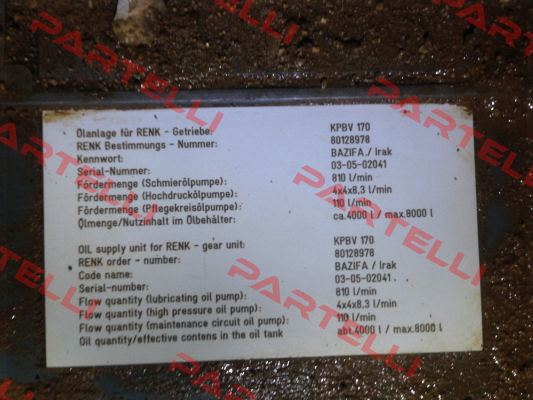 Ölanlage für RENK - Getriebe: KPBV 170
RENK Bestimmungs - Nummer: 80128978
Kennwort: BAZIFA / Irak
Serial-Nummer: 03-05-02041
Fördermenge (Schmierölpumpe): 810 l/min
Fördermenge (Hochdruckölpumpe): 4x4x8,3 l/min
Fördermenge (Pflegekreisölpumpe): 110 l/min
Ölmenge/Nutzinhalt im Ölbehälter: ca.4000 l / max.8000 l
OIL supply unit for RENK - gear unit: KPBV 170
RENK order - number: 80128978
Code name: BAZIFA / Irak
Serial-number: 03-05-02041
Flow quantity (lubricating oil pump): 810 l/min
Flow quantity (high pressure oil pump): 4x4x8,3 l/min
Flow quantity (maintenance circuit oil pump): 110 l/min
Oil quantity/effective contens in the oil tank abt.4000 l / max.8000 l
PARTELLI
PARTELLI
PARTELLI
PARTELLI
PARTELLI
PARTELLI